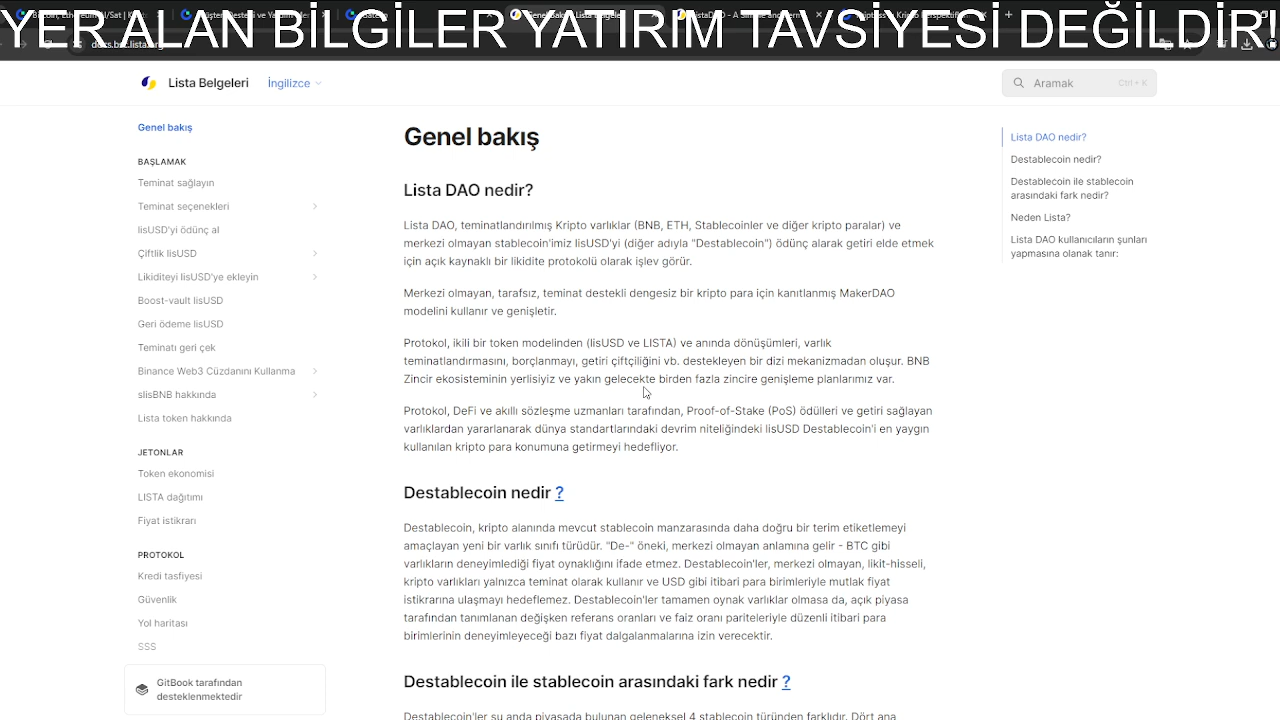 YER ALAN BİLGİLER YATIRIM TAVSİYESİ DEĞİLDİR!
Lista Belgeleri
İngilizce
Aramak
Ctrl + K
Genel bakış
BAŞLAMAK
Teminat sağlayın
Teminat seçenekleri
lisUSD'yi ödünç al
Çiftlik lisUSD
Likiditeyi lisUSD'ye ekleyin
Boost-vault lisUSD
Geri ödeme lisUSD
Teminatı geri çek
Binance Web3 Cüzdanını Kullanma
slisBNB hakkında
Lista token hakkında
JETONLAR
Token ekonomisi
LISTA dağıtımı
Fiyat istikrarı
PROTOKOL
Kredi tasfiyesi
Güvenlik
Yol haritası
SSS
GitBook tarafından
desteklenmektedir
Genel bakış
Lista DAO nedir?
Lista DAO, teminatlandırılmış Kripto varlıklar (BNB, ETH, Stablecoinler ve diğer kripto paralar) ve
merkezi olmayan stablecoin'imiz lisUSD'yi (diğer adıyla "Destablecoin") ödünç alarak getiri elde etmek
için açık kaynaklı bir likidite protokolü olarak işlev görür.
Merkezi olmayan, tarafsız, teminat destekli dengesiz bir kripto para için kanıtlanmış MakerDAO
modelini kullanır ve genişletir.
Protokol, ikili bir token modelinden (lisUSD ve LISTA) ve anında dönüşümleri, varlık
teminatlandırmasını, borçlanmayı, getiri çiftçiliğini vb. destekleyen bir dizi mekanizmadan oluşur. BNB
Zincir ekosisteminin yerlisiyiz ve yakın gelecekte birden fazla zincire genişleme planlarımız var.
Protokol, DeFi ve akıllı sözleşme uzmanları tarafından, Proof-of-Stake (PoS) ödülleri ve getiri sağlayan
varlıklardan yararlanarak dünya standartlarındaki devrim niteliğindeki lisUSD Destablecoin'i en yaygın
kullanılan kripto para konumuna getirmeyi hedefliyor.
Destablecoin nedir ?
Destablecoin, kripto alanında mevcut stablecoin manzarasında daha doğru bir terim etiketlemeyi
amaçlayan yeni bir varlık sınıfı türüdür. "De-" öneki, merkezi olmayan anlamına gelir - BTC gibi
varlıkların deneyimlediği fiyat oynaklığını ifade etmez. Destablecoin'ler, merkezi olmayan, likit-hisseli,
kripto varlıkları yalnızca teminat olarak kullanır ve USD gibi itibari para birimleriyle mutlak fiyat
istikrarına ulaşmayı hedeflemez. Destablecoin'ler tamamen oynak varlıklar olmasa da, açık piyasa
tarafından tanımlanan değişken referans oranları ve faiz oranı pariteleriyle düzenli itibari para
birimlerinin deneyimleyeceği bazı fiyat dalgalanmalarına izin verecektir.
Destablecoin ile stablecoin arasındaki fark nedir ?
Destablecoin'ler şu anda piyasada bulunan geleneksel 4 stablecoin türünden farklıdır. Dört ana
Lista DAO nedir?
Destablecoin nedir?
Destablecoin ile stablecoin
arasındaki fark nedir?
Neden Lista?
Lista DAO kullanıcıların şunları
yapmasına olanak tanır: